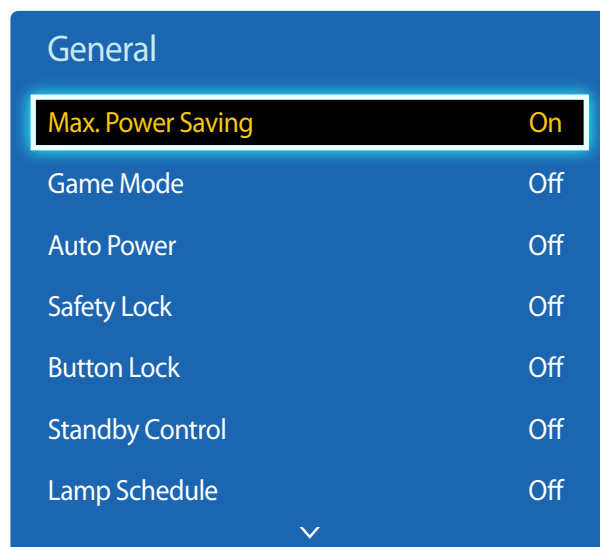 General
Max. Power Saving On
Game Mode Off
Auto Power Off
Safety Lock Off
Button Lock Off
Standby Control Off
Lamp Schedule Off